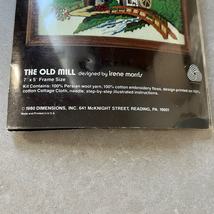 THE OLD MILL designed by irene morris
7" x 5" Frame Size
Kit Contains: 100% Persian wool yarn, 100% cotton embroidery floss, design printed on 100%
cotton Cottage Cloth, needle, step-by-step illustrated instructions.
© 1980 DIMENSIONS, INC. 641 McKNIGHT STREET, READING, PA. 19601
Made and Printed in U.S.A.